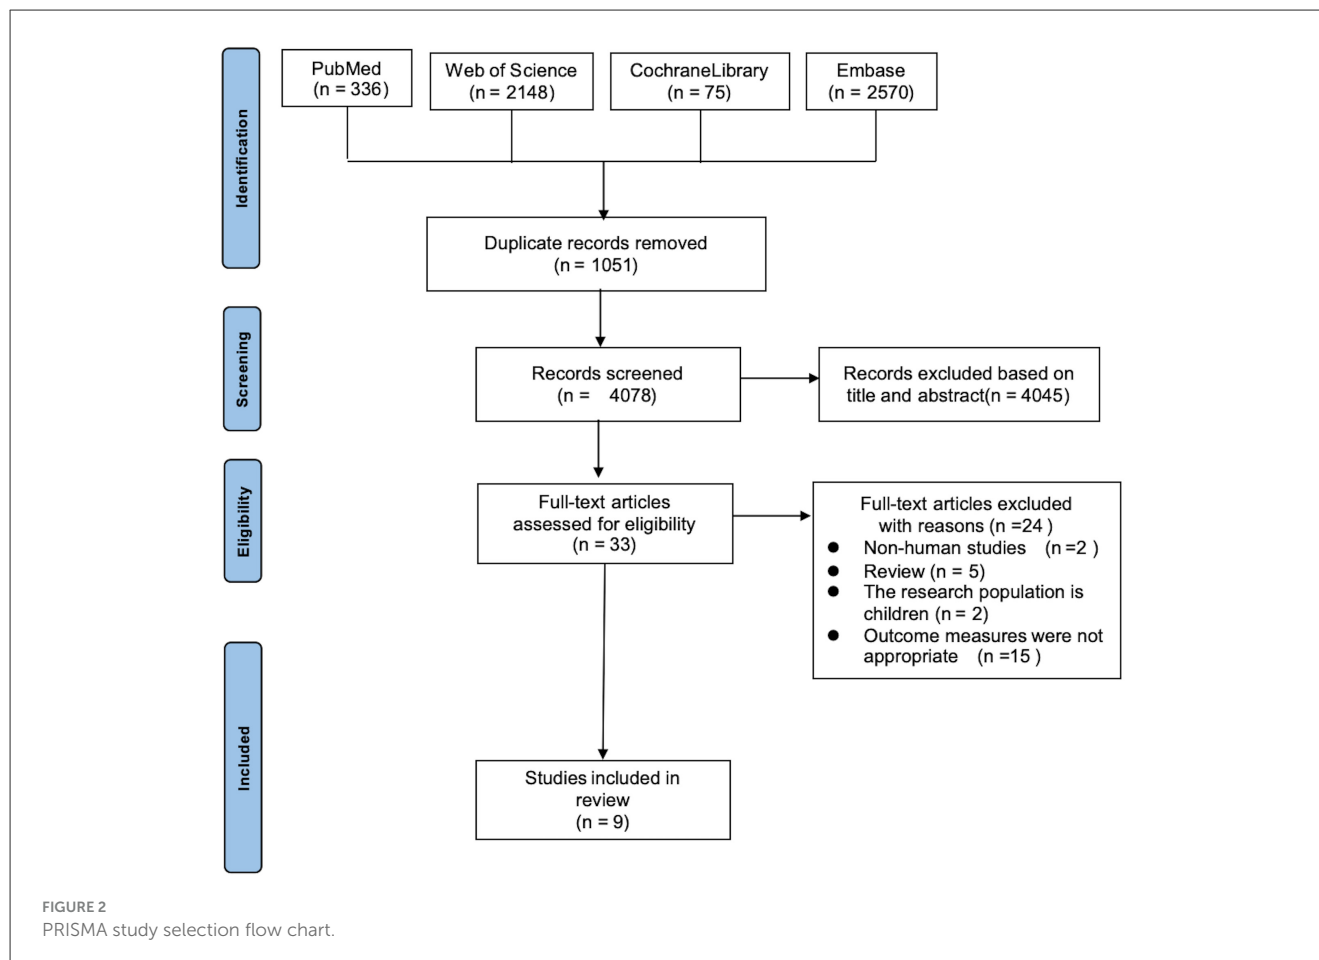 Identification
PubMed
(n = 336)
Web of Science
(n = 2148)
CochraneLibrary
(n = 75)
Embase
(n = 2570)
Duplicate records removed
(n = 1051)
Screening
Records screened
(n = 4078)
Records excluded based on
title and abstract(n = 4045)
Eligibility
Full-text articles
assessed for eligibility
(n = 33)
Full-text articles excluded
with reasons (n =24 )
● Non-human studies (n =2 )
● Review (n = 5)
● The research population is
children (n = 2)
● Outcome measures were not
appropriate (n =15 )
Included
Studies included in
review
(n = 9)
FIGURE 2
PRISMA study selection flow chart.